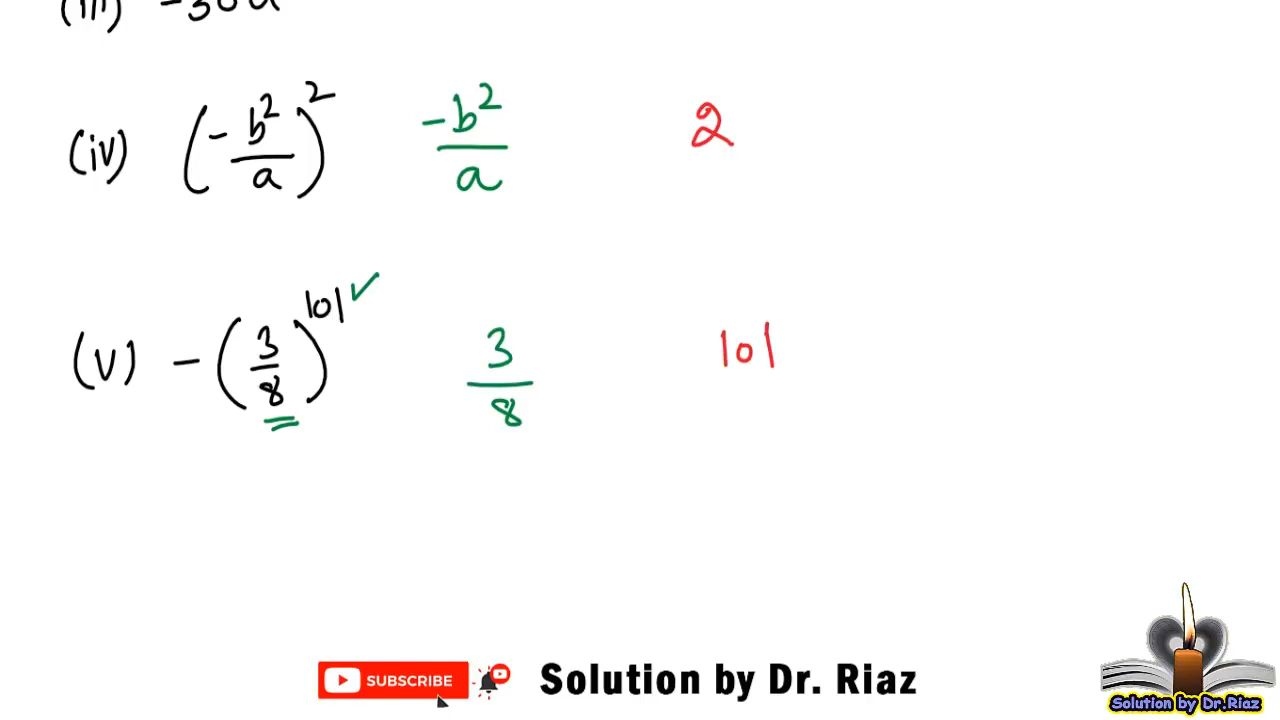 (iv) (-b²/a)² -b²/a 2
(v) -(3/8)¹⁰¹ ✓ 3/8 101
SUBSCRIBE Solution by Dr. Riaz
Solution by Dr.Riaz